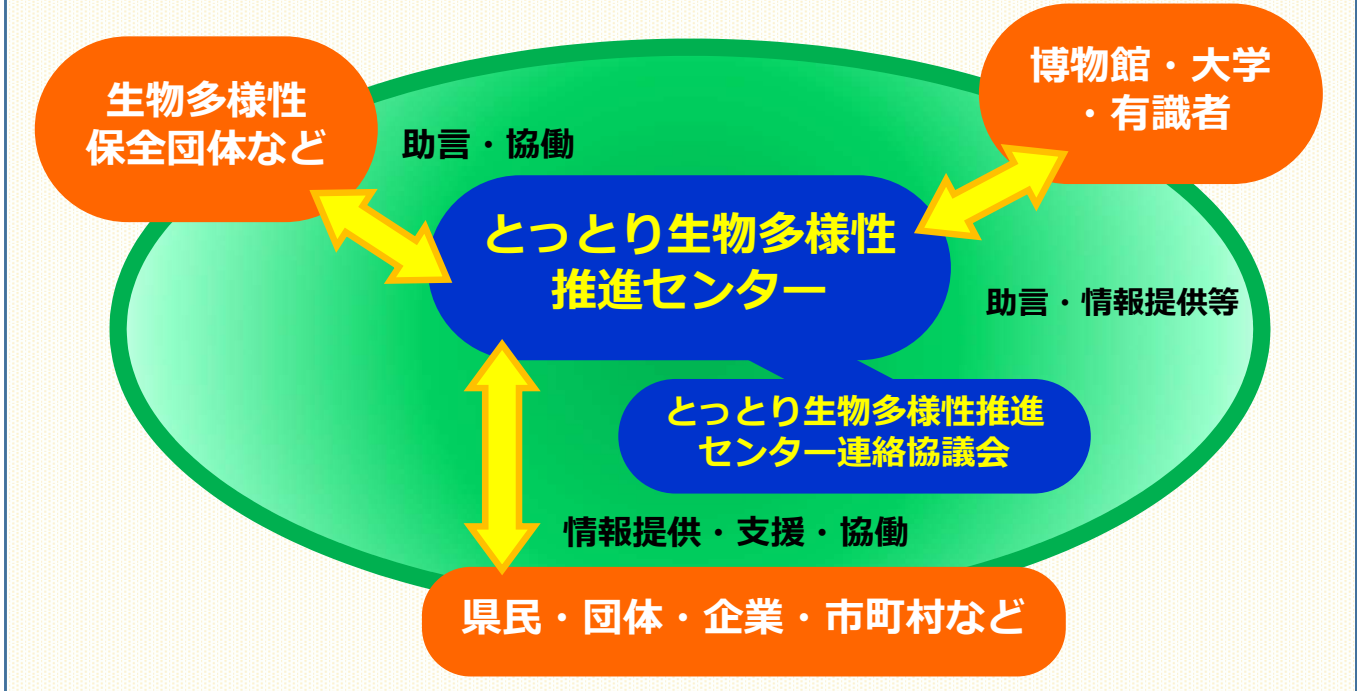 生物多様性
保全団体など
博物館・大学
・有識者
助言・協働
とっとり生物多様性
推進センター
助言・情報提供等
とっとり生物多様性推進
センター連絡協議会
情報提供・支援・協働
県民・団体・企業・市町村など